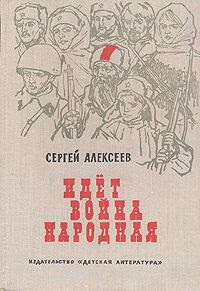 СЕРГЕЙ АЛЕКСЕЕВ
ИДЁТ
ВОЙНА
НАРОДНАЯ
ИЗДАТЕЛЬСТВО «ДЕТСКАЯ ЛИТЕРАТУРА»